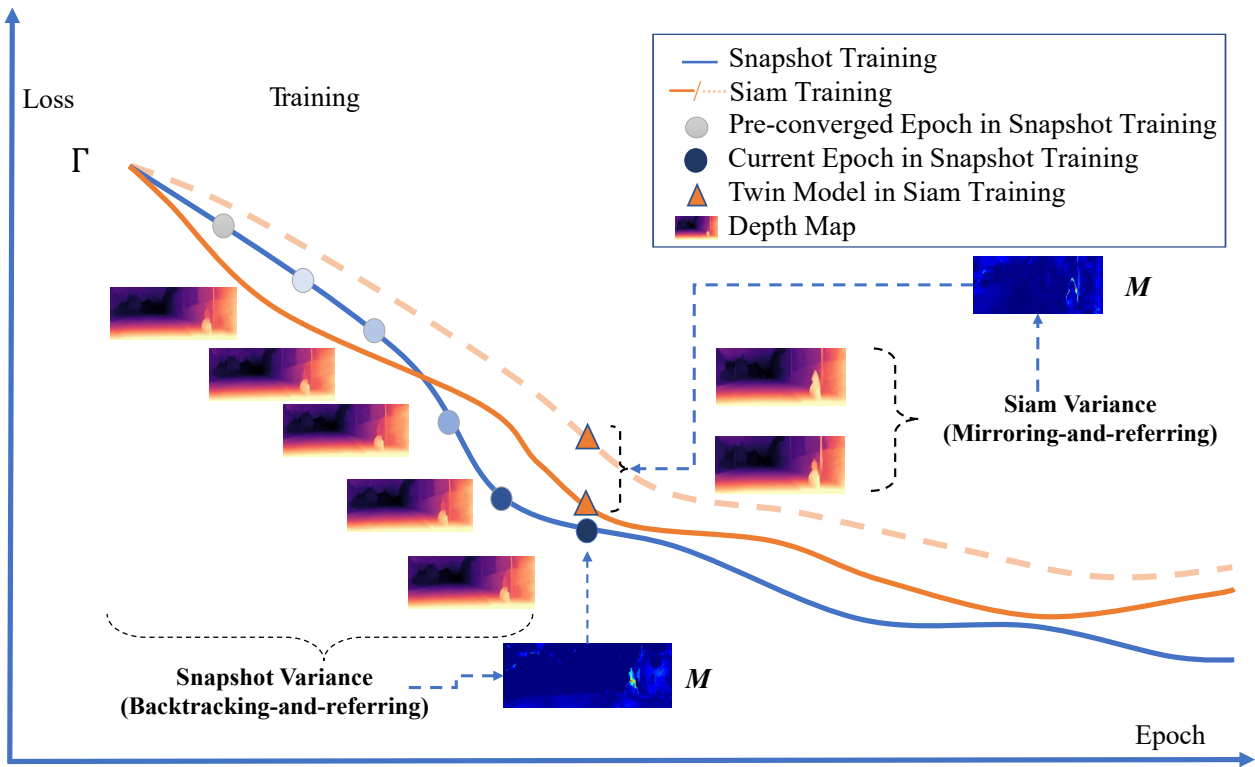 Loss
Training
Γ
Snapshot Training
Siam Training
Pre-converged Epoch in Snapshot Training
Current Epoch in Snapshot Training
Twin Model in Siam Training
Depth Map
M
Siam Variance
(Mirroring-and-referring)
Snapshot Variance
(Backtracking-and-referring)
M
Epoch